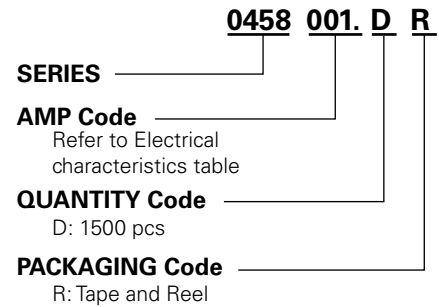 0458 001. D R
SERIES
AMP Code
Refer to Electrical
characteristics table
QUANTITY Code
D: 1500 pcs
PACKAGING Code
R: Tape and Reel